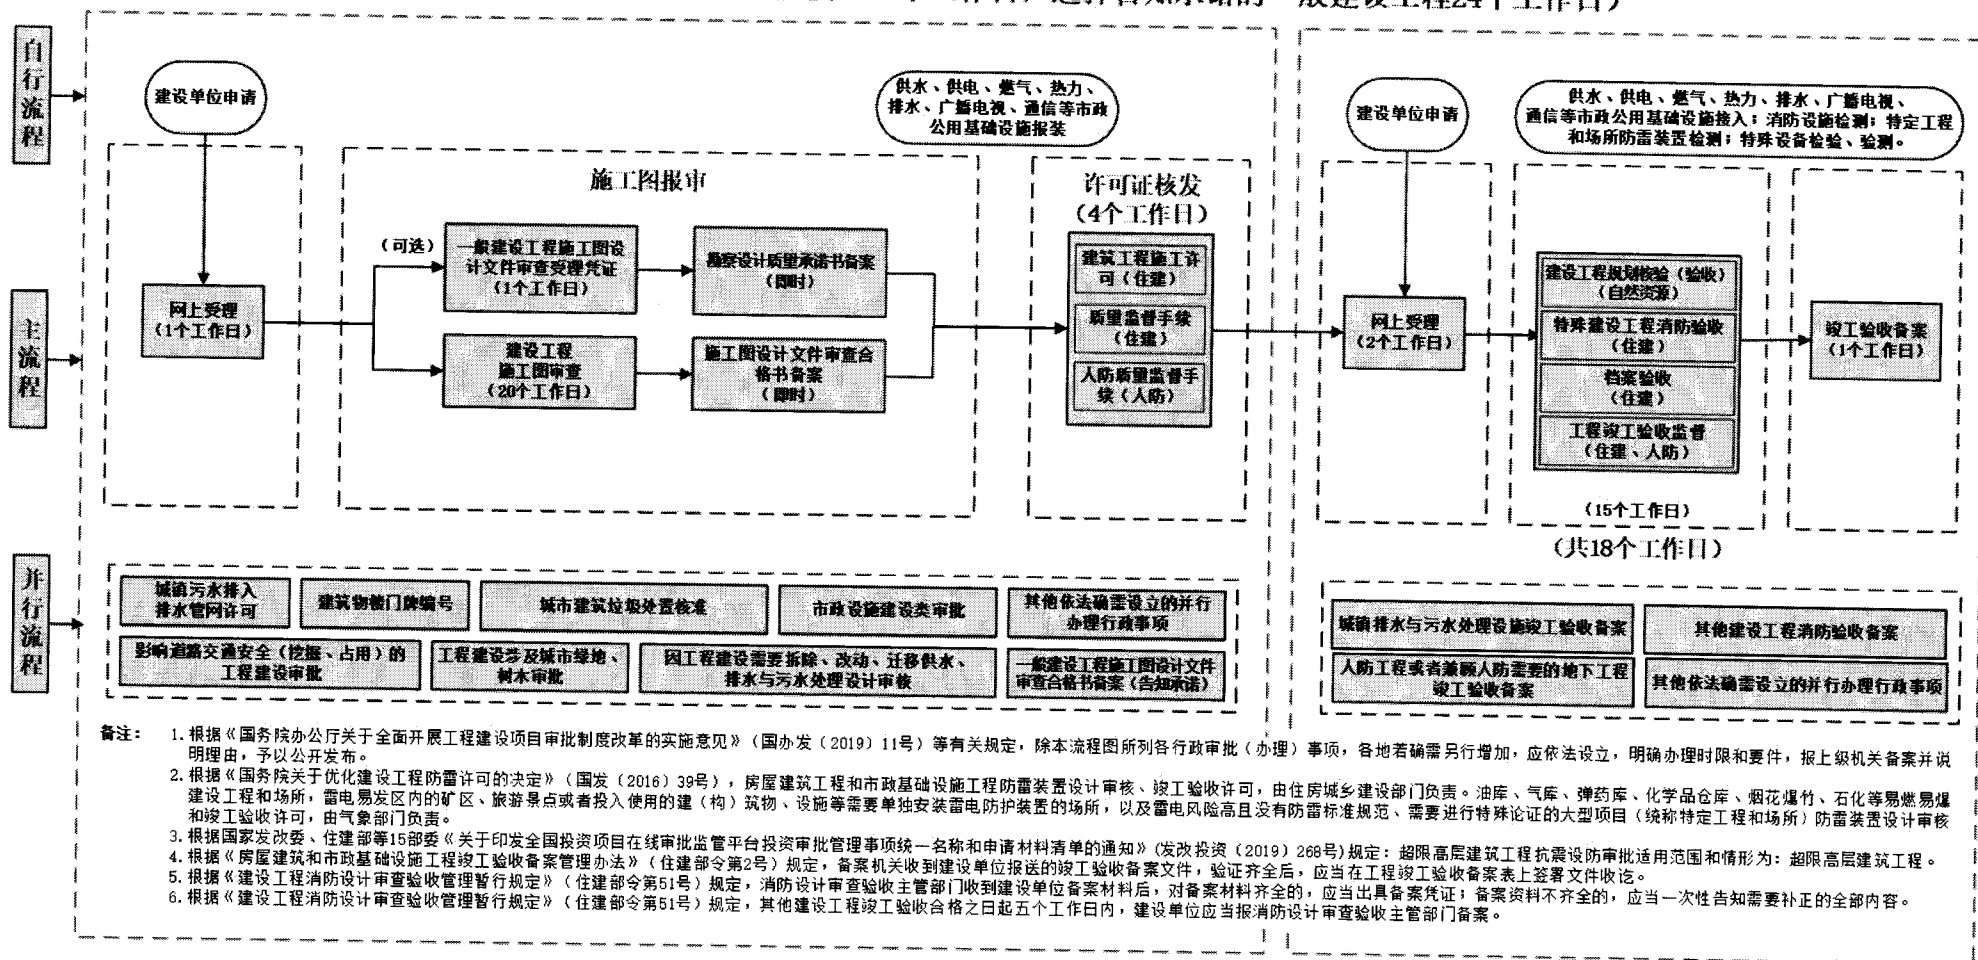 选择告知承诺的一般建设工程24个工作日）
自行流程
建设单位申请
供水、供电、燃气、热力、
排水、广播电视、通信等市政
公用基础设施报装
建设单位申请
供水、供电、燃气、热力、排水、广播电视、
通信等市政公用基础设施接入；消防设施检测；特定工程
和场所防雷装置检测；特殊设备检验、验测。
主流程
网上受理
（1个工作日）
施工图报审
（可选）
一般建设工程施工图设
计文件审查受理凭证
（1个工作日）
勘察设计质量承诺书备案
（即时）
建设工程
施工图审查
（20个工作日）
施工图设计文件审查合
格书备案
（即时）
许可证核发
（4个工作日）
建筑工程施工许
可（住建）
质量监督手续
（住建）
人防质量监督手
续（人防）
网上受理
（2个工作日）
建设工程规划核验（验收）
（自然资源）
特殊建设工程消防验收
（住建）
档案验收
（住建）
工程竣工验收监督
（住建、人防）
（15个工作日）
竣工验收备案
（1个工作日）
（共18个工作日）
并行流程
城镇污水排入
排水管网许可
建筑物楼门牌编号
城市建筑垃圾处置核准
市政设施建设类审批
其他依法确需设立的并行
办理行政事项
影响道路交通安全（挖掘、占用）的
工程建设审批
工程建设涉及城市绿地、
树木审批
因工程建设需要拆除、改动、迁移供水、
排水与污水处理设计审核
一般建设工程施工图设计文件
审查合格书备案（告知承诺）
城镇排水与污水处理设施竣工验收备案
其他建设工程消防验收备案
人防工程或者兼顾人防需要的地下工程
竣工验收备案
其他依法确需设立的并行办理行政事项
备注： 1. 根据《国务院办公厅关于全面开展工程建设项目审批制度改革的实施意见》（国办发（2019）11号）等有关规定，除本流程图所列各行政审批（办理）事项，各地若确需另行增加，应依法设立，明确办理时限和要件，报上级机关备案并说
明理由，予以公开发布。
2. 根据《国务院关于优化建设工程防雷许可的决定》（国发（2016）39号），房屋建筑工程和市政基础设施工程防雷装置设计审核、竣工验收许可，由住房城乡建设部门负责。油库、气库、弹药库、化学品仓库、烟花爆竹、石化等易燃易爆
建设工程和场所，雷电易发区内的矿区、旅游景点或者投入使用的建（构）筑物、设施等需要单独安装雷电防护装置的场所，以及雷电风险高且没有防雷标准规范、需要进行特殊论证的大型项目（统称特定工程和场所）防雷装置设计审核
和竣工验收许可，由气象部门负责。
3. 根据国家发改委、住建部等15部委《关于印发全国投资项目在线审批监管平台投资审批管理事项统一名称和申请材料清单的通知》（发改投资（2019）268号)规定：超限高层建筑工程抗震设防审批适用范围和情形为：超限高层建筑工程。
4. 根据《房屋建筑和市政基础设施工程竣工验收备案管理办法》（住建部令第2号）规定，备案机关收到建设单位报送的竣工验收备案文件，验证齐全后，应当在工程竣工验收备案表上签署文件收讫。
5. 根据《建设工程消防设计审查验收管理暂行规定》（住建部令第51号）规定，消防设计审查验收主管部门收到建设单位备案材料后，对备案材料齐全的，应当出具备案凭证；备案资料不齐全的，应当一次性告知需要补正的全部内容。
6. 根据《建设工程消防设计审查验收管理暂行规定》（住建部令第51号）规定，其他建设工程竣工验收合格之日起五个工作日内，建设单位应当报消防设计审查验收主管部门备案。